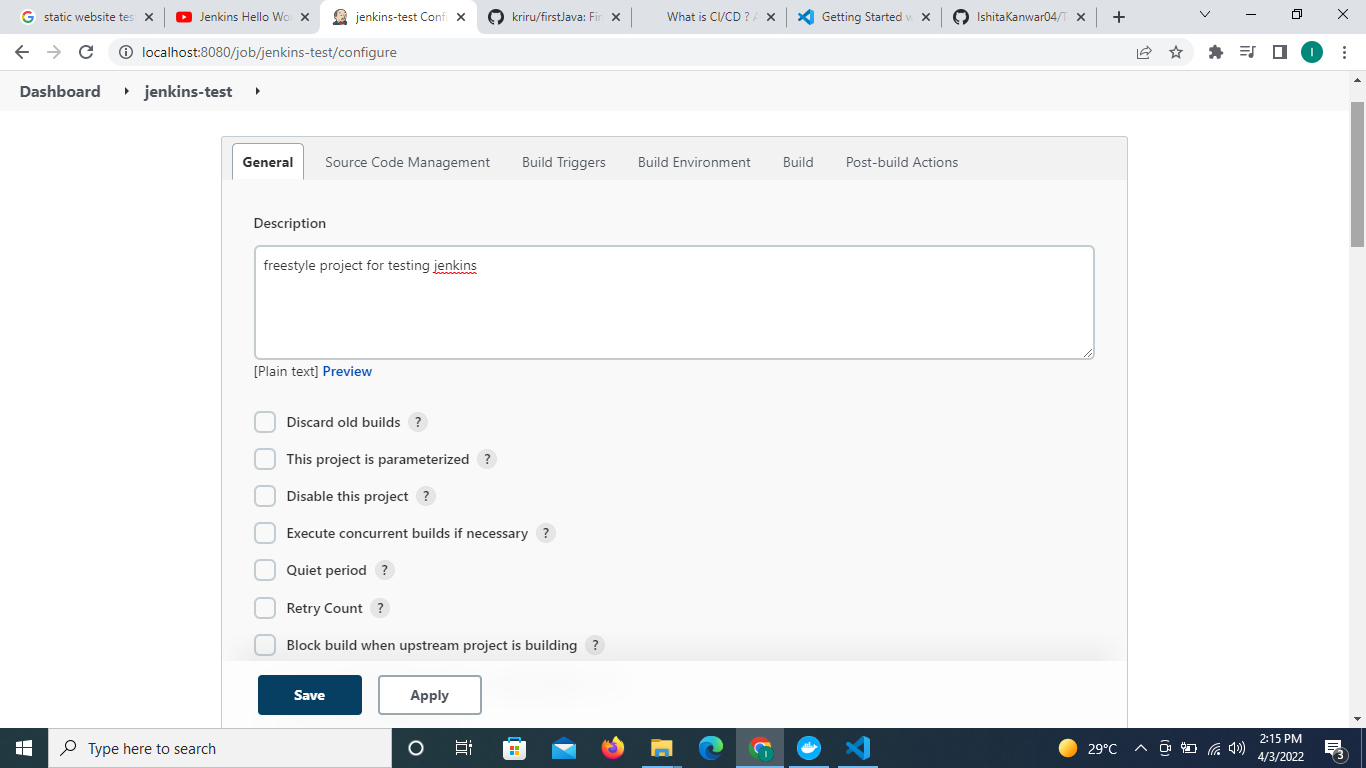 static website tes
Jenkins Hello Wo
jenkins-test Confi
kriru/firstJava: Fir
What is CI/CD ? A
Getting Started w
IshitaKanwar04/T
localhost:8080/job/jenkins-test/configure
I
Dashboard
jenkins-test
General
Source Code Management
Build Triggers
Build Environment
Build
Post-build Actions
Description
freestyle project for testing jenkins
[Plain text] Preview
Discard old builds ?
This project is parameterized ?
Disable this project ?
Execute concurrent builds if necessary ?
Quiet period ?
Retry Count ?
Block build when upstream project is building ?
Save
Apply
Type here to search
29°C
2:15 PM
4/3/2022
3